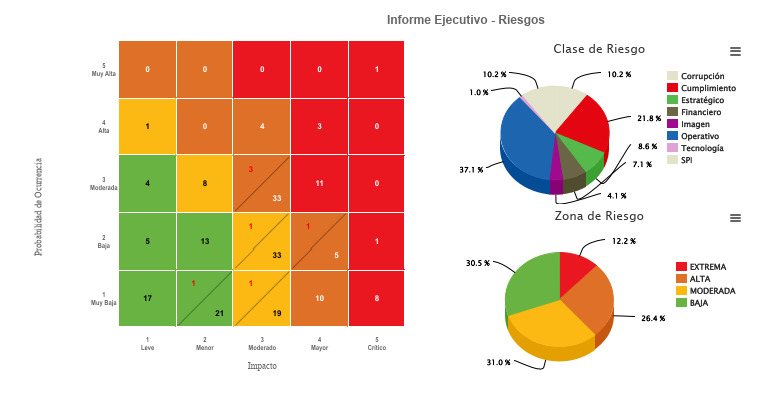 Informe Ejecutivo - Riesgos
Probabilidad de Ocurrencia
5
Muy Alta
0
0
0
0
1
4
Alta
1
0
4
3
0
3
Moderada
4
8
3
33
11
0
2
Baja
5
13
1
33
1
5
1
1
Muy Baja
17
1
21
1
19
10
8
1
Leve
2
Menor
3
Moderado
4
Mayor
5
Crítico
Impacto
Clase de Riesgo
10.2 %
10.2 %
1.0 %
21.8 %
8.6 %
7.1 %
37.1 %
4.1 %
Corrupción
Cumplimiento
Estratégico
Financiero
Imagen
Operativo
Tecnología
SPI
Zona de Riesgo
12.2 %
30.5 %
26.4 %
31.0 %
EXTREMA
ALTA
MODERADA
BAJA